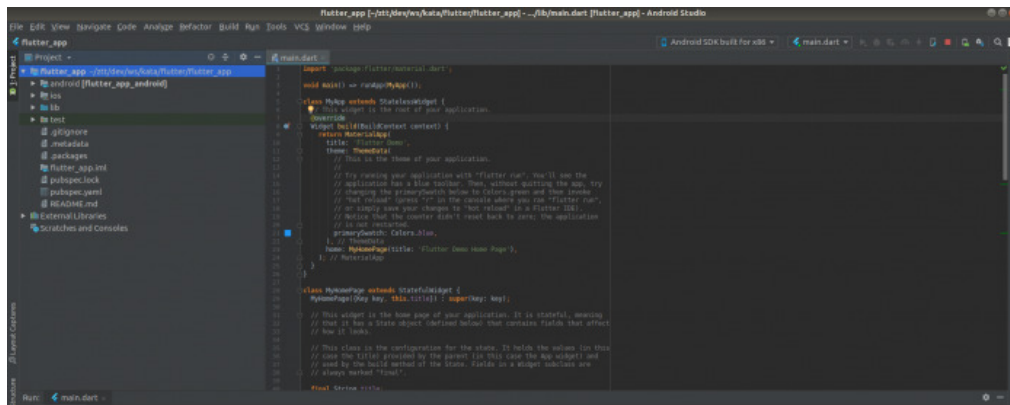 flutter_app [~/ztt/dev/ws/kata/flutter/flutter_app] - .../lib/main.dart [flutter_app] - Android Studio
File Edit View Navigate Code Analyze Refactor Build Run Tools VCS Window Help
flutter_app
Android SDK built for x86
main.dart
1: Project
Project
main.dart
flutter_app ~/ztt/dev/ws/kata/flutter/flutter_app
android [flutter_app_android]
ios
lib
test
.gitignore
.metadata
.packages
flutter_app.iml
pubspec.lock
pubspec.yaml
README.md
External Libraries
Scratches and Consoles
import 'package:flutter/material.dart';
void main() => runApp(MyApp());
class MyApp extends StatelessWidget {
// This widget is the root of your application.
@override
Widget build(BuildContext context) {
return MaterialApp(
title: 'Flutter Demo',
theme: ThemeData(
// This is the theme of your application.
//
// Try running your application with "flutter run". You'll see the
// application has a blue toolbar. Then, without quitting the app, try
// changing the primarySwatch below to Colors.green and then invoke
// "hot reload" (press "r" in the console where you ran "flutter run",
// or simply save your changes to "hot reload" in a Flutter IDE).
// Notice that the counter didn't reset back to zero; the application
// is not restarted.
primarySwatch: Colors.blue,
), // ThemeData
home: MyHomePage(title: 'Flutter Demo Home Page'),
); // MaterialApp
}
}
class MyHomePage extends StatefulWidget {
MyHomePage({Key key, this.title}) : super(key: key);
// This widget is the home page of your application. It is stateful, meaning
// that it has a State object (defined below) that contains fields that affect
// how it looks.
// This class is the configuration for the state. It holds the values (in this
// case the title) provided by the parent (in this case the App widget) and
// used by the build method of the State. Fields in a Widget subclass are
// always marked "final".
final String title;
Layout Captures
Run:
main.dart